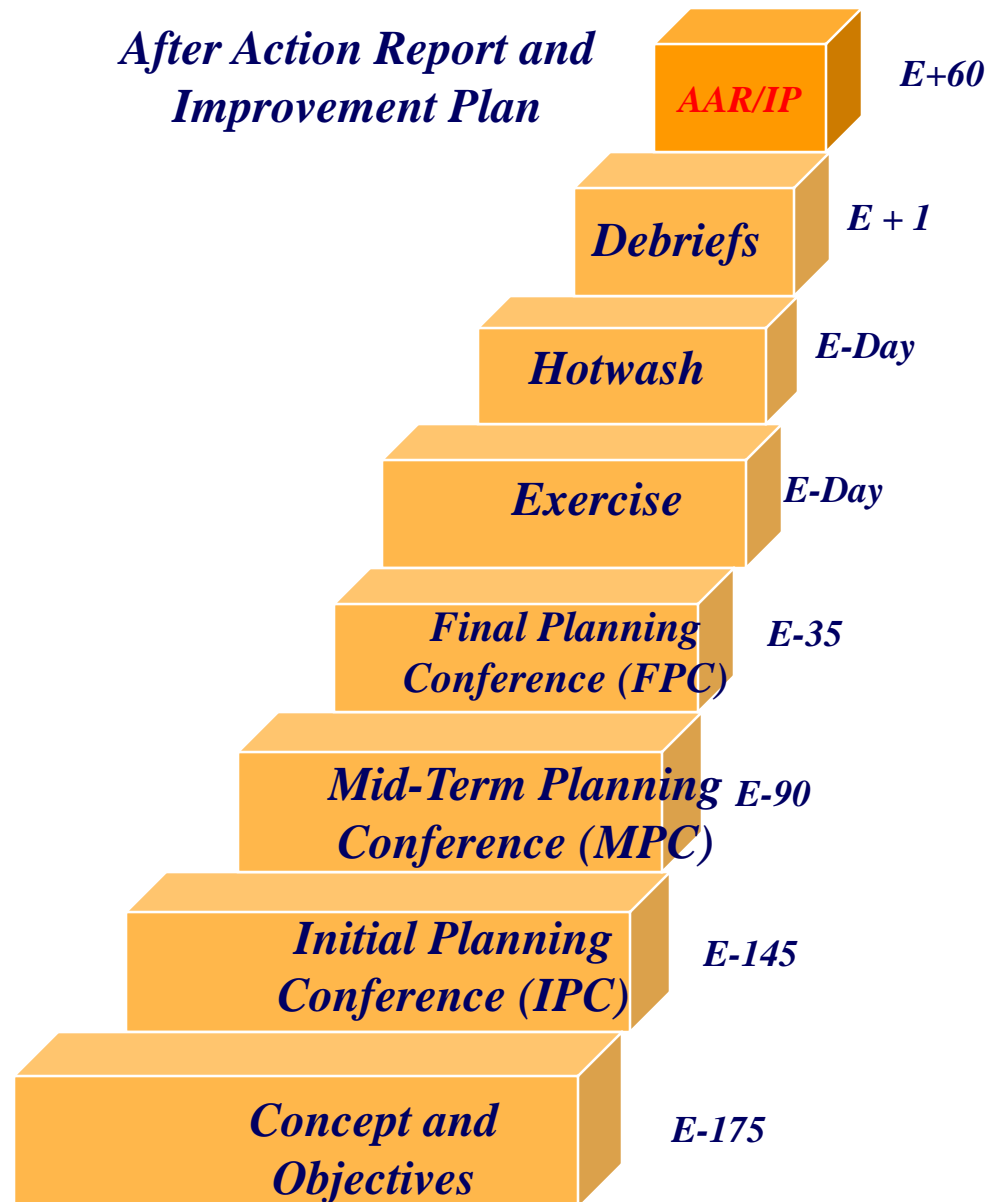 After Action Report and
Improvement Plan
AAR/IP
E+60
Debriefs
E + 1
Hotwash
E-Day
Exercise
E-Day
Final Planning
Conference (FPC)
E-35
Mid-Term Planning
Conference (MPC)
E-90
Initial Planning
Conference (IPC)
E-145
Concept and
Objectives
E-175